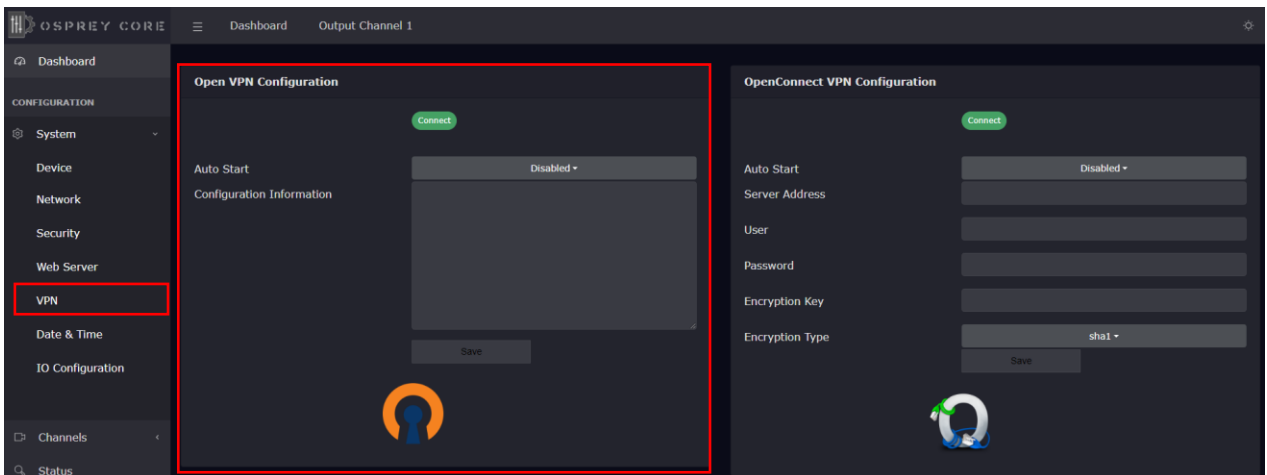 OSPREY CORE
Dashboard Output Channel 1
Dashboard
CONFIGURATION
System
Device
Network
Security
Web Server
VPN
Date & Time
IO Configuration
Channels
Status
Open VPN Configuration
Connect
Auto Start Disabled
Configuration Information
Save
OpenConnect VPN Configuration
Connect
Auto Start Disabled
Server Address
User
Password
Encryption Key
Encryption Type sha1
Save